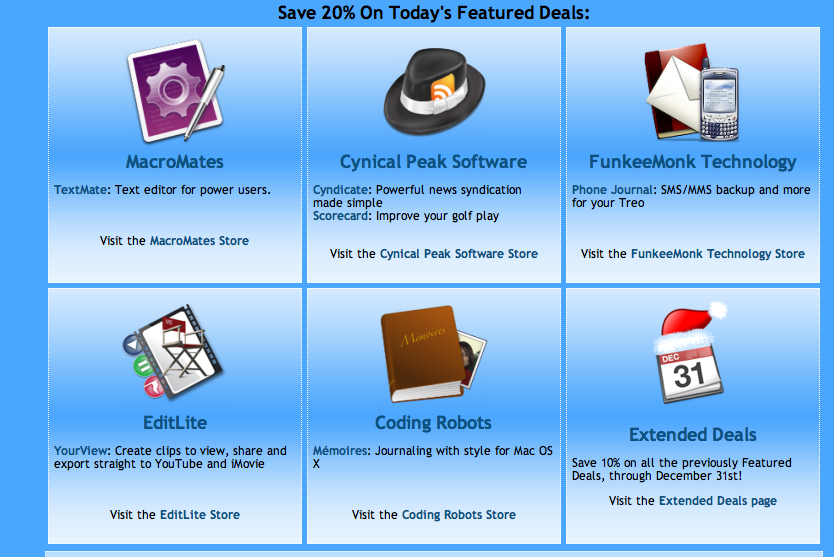 Save 20% On Today's Featured Deals:
MacroMates
TextMate: Text editor for power users.
Visit the MacroMates Store
Cynical Peak Software
Cyndicate: Powerful news syndication
made simple
Scorecard: Improve your golf play
Visit the Cynical Peak Software Store
FunkeeMonk Technology
Phone Journal: SMS/MMS backup and more
for your Treo
Visit the FunkeeMonk Technology Store
EditLite
YourView: Create clips to view, share and
export straight to YouTube and iMovie
Visit the EditLite Store
Mémoires
Coding Robots
Mémoires: Journaling with style for Mac OS
X
Visit the Coding Robots Store
DEC
31
Extended Deals
Save 10% on all the previously Featured
Deals, through December 31st!
Visit the Extended Deals page